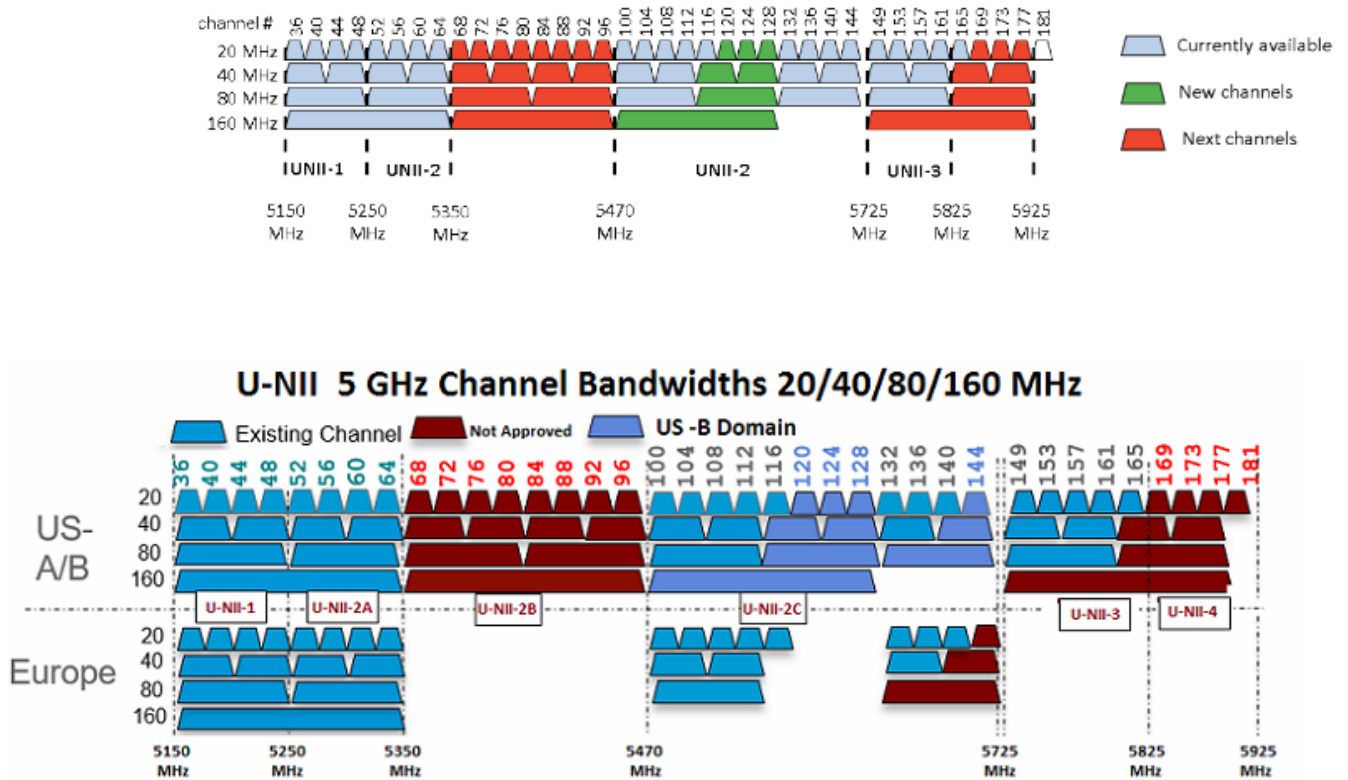 channel # 36 40 44 48 52 56 60 64 68 72 76 80 84 88 92 96 100 104 108 112 116 120 124 128 132 136 140 144 149 153 157 161 165 169 173 177 181
20 MHz
40 MHz
80 MHz
160 MHz
Currently available
New channels
Next channels
UNII-1 UNII-2 UNII-2 UNII-3
5150 5250 5350 5470 5725 5825 5925
MHz MHz MHz MHz MHz MHz MHz
U-NII 5 GHz Channel Bandwidths 20/40/80/160 MHz
Existing Channel Not Approved US -B Domain
36 40 44 48 52 56 60 64 68 72 76 80 84 88 92 96 100 104 108 112 116 120 124 128 132 136 140 144 149 153 157 161 165 169 173 177 181
US-
A/B
20
40
80
160
U-NII-1 U-NII-2A U-NII-2B U-NII-2C U-NII-3 U-NII-4
Europe
20
40
80
160
5150 5250 5350 5470 5725 5825 5925
MHz MHz MHz MHz MHz MHz MHz